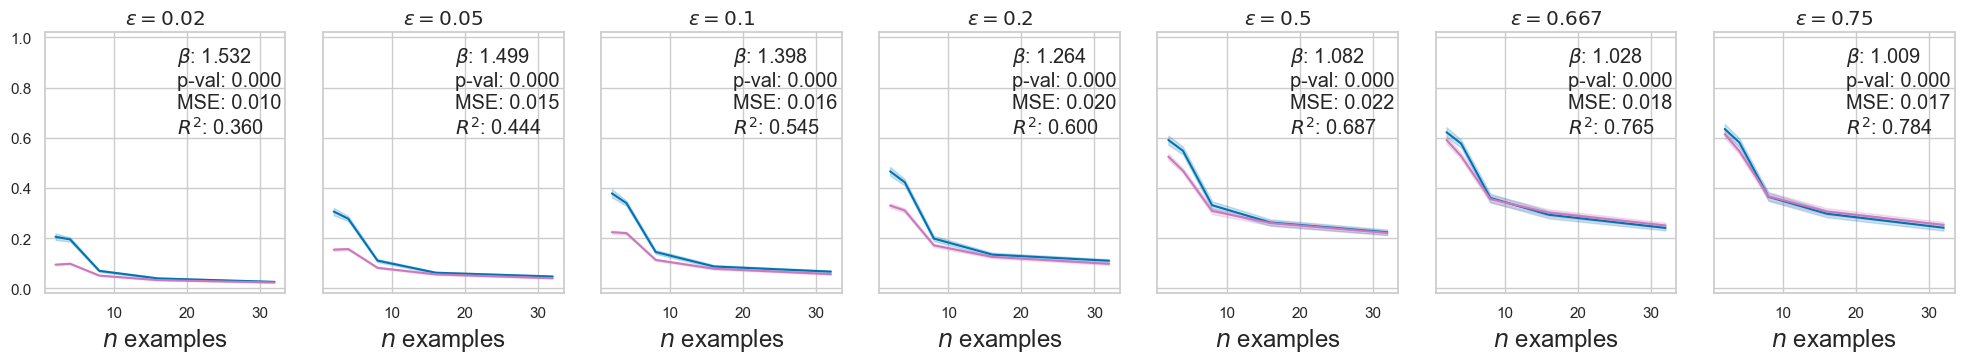 ε = 0.02
β: 1.532
p-val: 0.000
MSE: 0.010
R²: 0.360
1.0
0.8
0.6
0.4
0.2
0.0
10 20 30
n examples
ε = 0.05
β: 1.499
p-val: 0.000
MSE: 0.015
R²: 0.444
10 20 30
n examples
ε = 0.1
β: 1.398
p-val: 0.000
MSE: 0.016
R²: 0.545
10 20 30
n examples
ε = 0.2
β: 1.264
p-val: 0.000
MSE: 0.020
R²: 0.600
10 20 30
n examples
ε = 0.5
β: 1.082
p-val: 0.000
MSE: 0.022
R²: 0.687
10 20 30
n examples
ε = 0.667
β: 1.028
p-val: 0.000
MSE: 0.018
R²: 0.765
10 20 30
n examples
ε = 0.75
β: 1.009
p-val: 0.000
MSE: 0.017
R²: 0.784
10 20 30
n examples